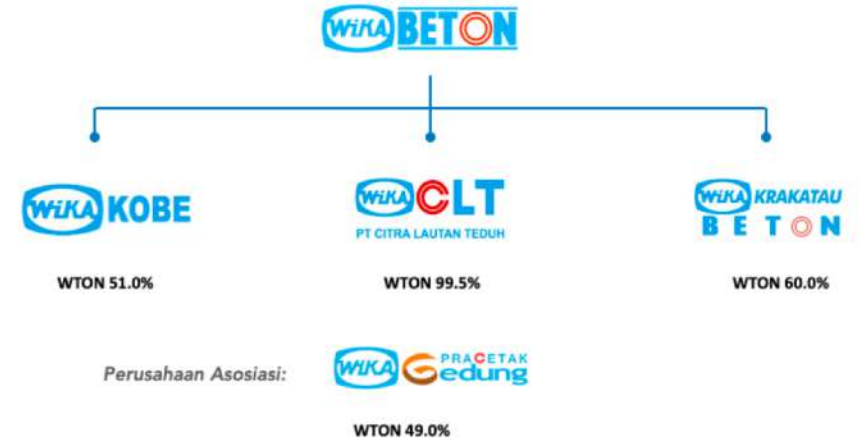 WIKA BETON
WIKA KOBE
WIKA CLT
PT CITRA LAUTAN TEDUH
WIKA KRAKATAU
BETON
WTON 51.0%
WTON 99.5%
WTON 60.0%
Perusahaan Asosiasi:
WIKA PRACETAK
Gedung
WTON 49.0%